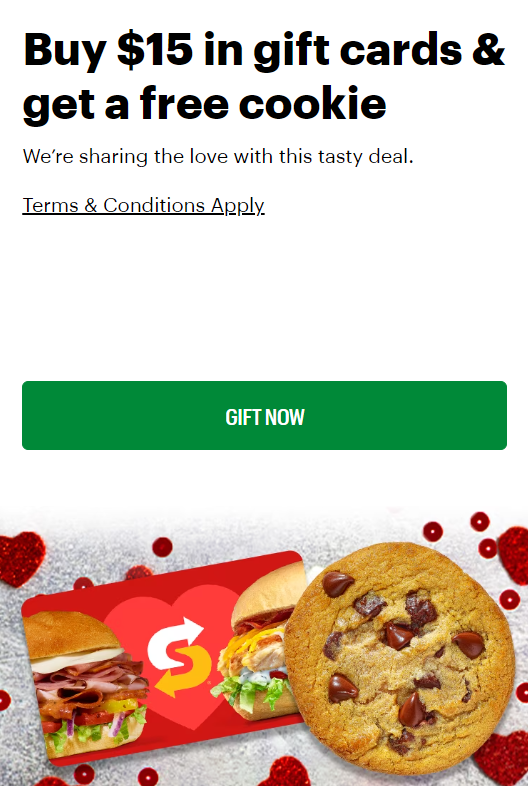 Buy $15 in gift cards &
get a free cookie
We’re sharing the love with this tasty deal.
Terms & Conditions Apply
GIFT NOW